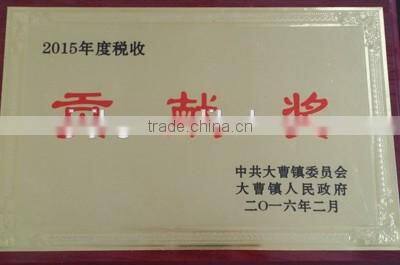 2015年度税收
贡献奖
trade.china.cn
中共大曹镇委员会
大曹镇人民政府
二〇一六年二月